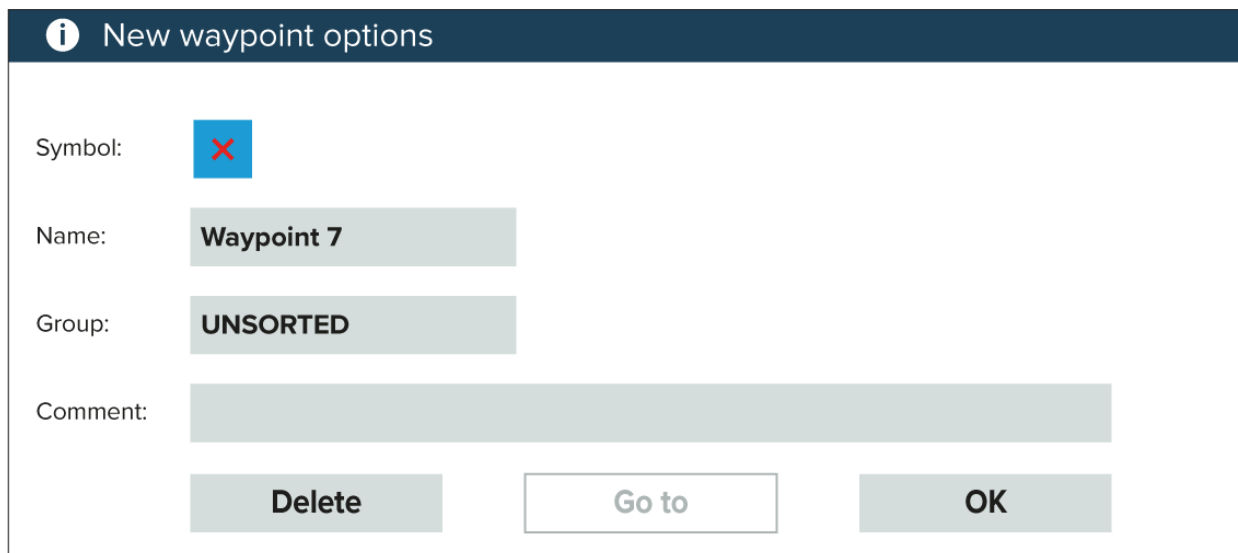 New waypoint options
Symbol:
Name: Waypoint 7
Group: UNSORTED
Comment:
Delete Go to OK